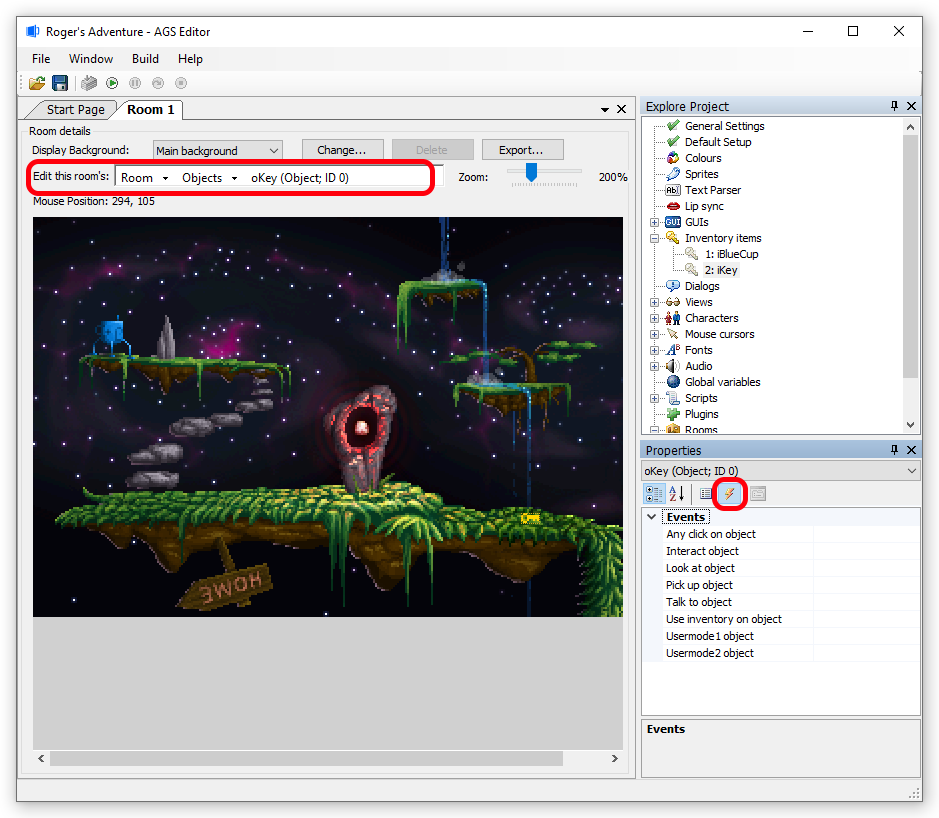 Roger's Adventure - AGS Editor
File Window Build Help
Start Page Room 1
Room details
Display Background: Main background Change... Delete Export...
Edit this room's: Room Objects oKey (Object; ID 0) Zoom: 200%
Mouse Position: 294, 105
HOME
Explore Project
General Settings
Default Setup
Colours
Sprites
Text Parser
Lip sync
GUIs
Inventory items
1: iBlueCup
2: iKey
Dialogs
Views
Characters
Mouse cursors
Fonts
Audio
Global variables
Scripts
Plugins
Rooms
Properties
oKey (Object; ID 0)
Events
Any click on object
Interact object
Look at object
Pick up object
Talk to object
Use inventory on object
Usermode1 object
Usermode2 object
Events